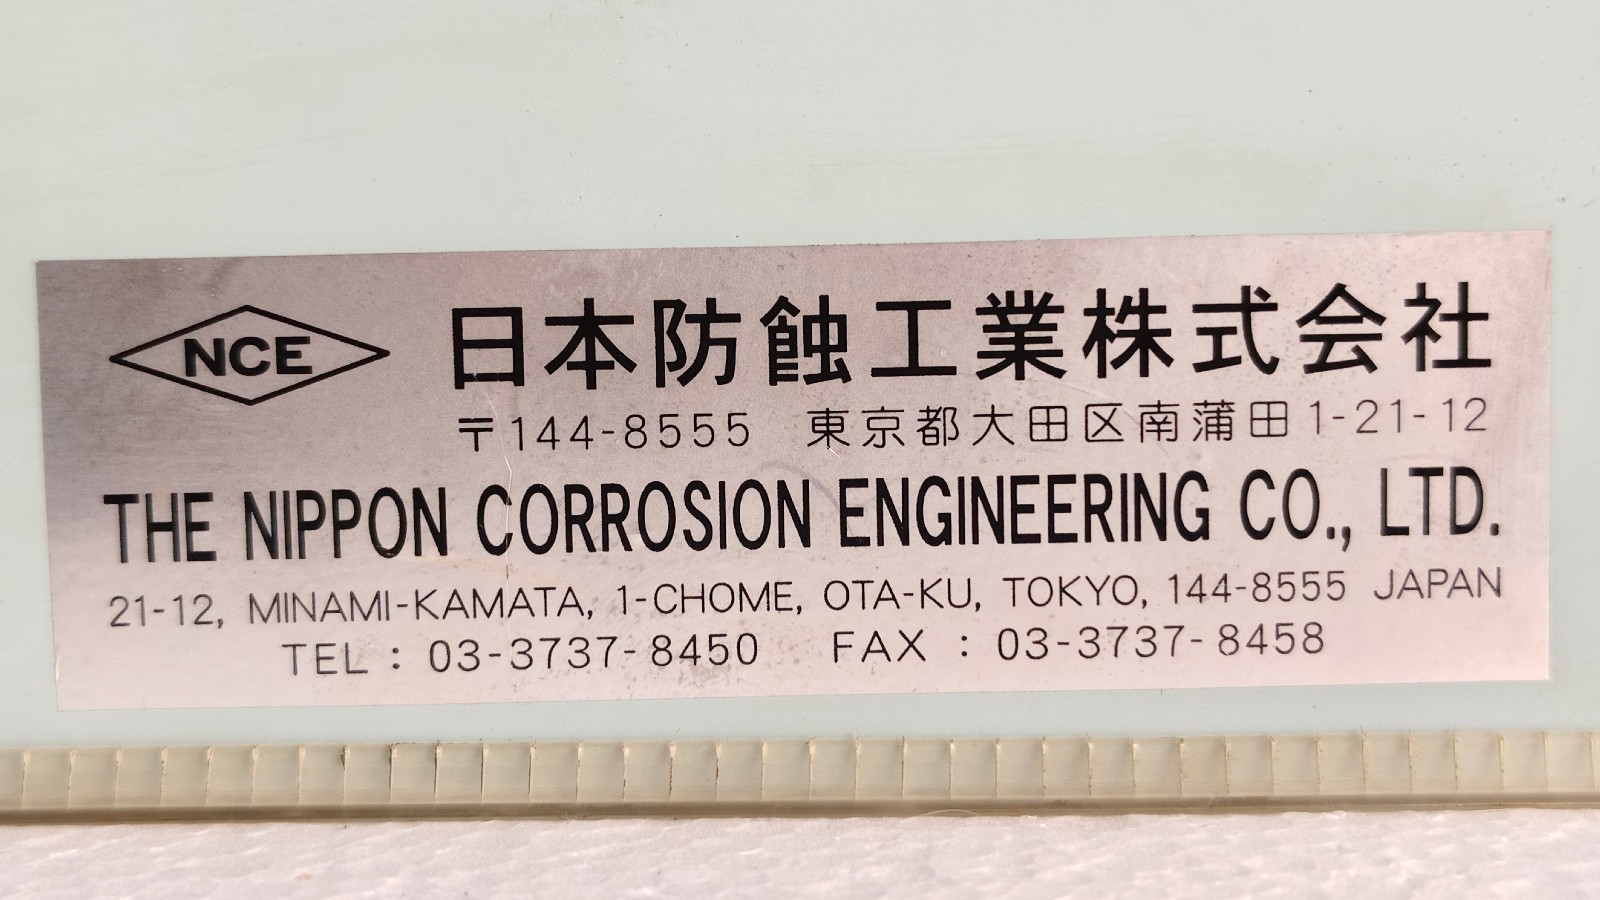 NCE 日本防蝕工業株式会社
〒144-8555 東京都大田区南蒲田1-21-12
THE NIPPON CORROSION ENGINEERING CO., LTD.
21-12, MINAMI-KAMATA, 1-CHOME, OTA-KU, TOKYO, 144-8555 JAPAN
TEL : 03-3737-8450 FAX : 03-3737-8458